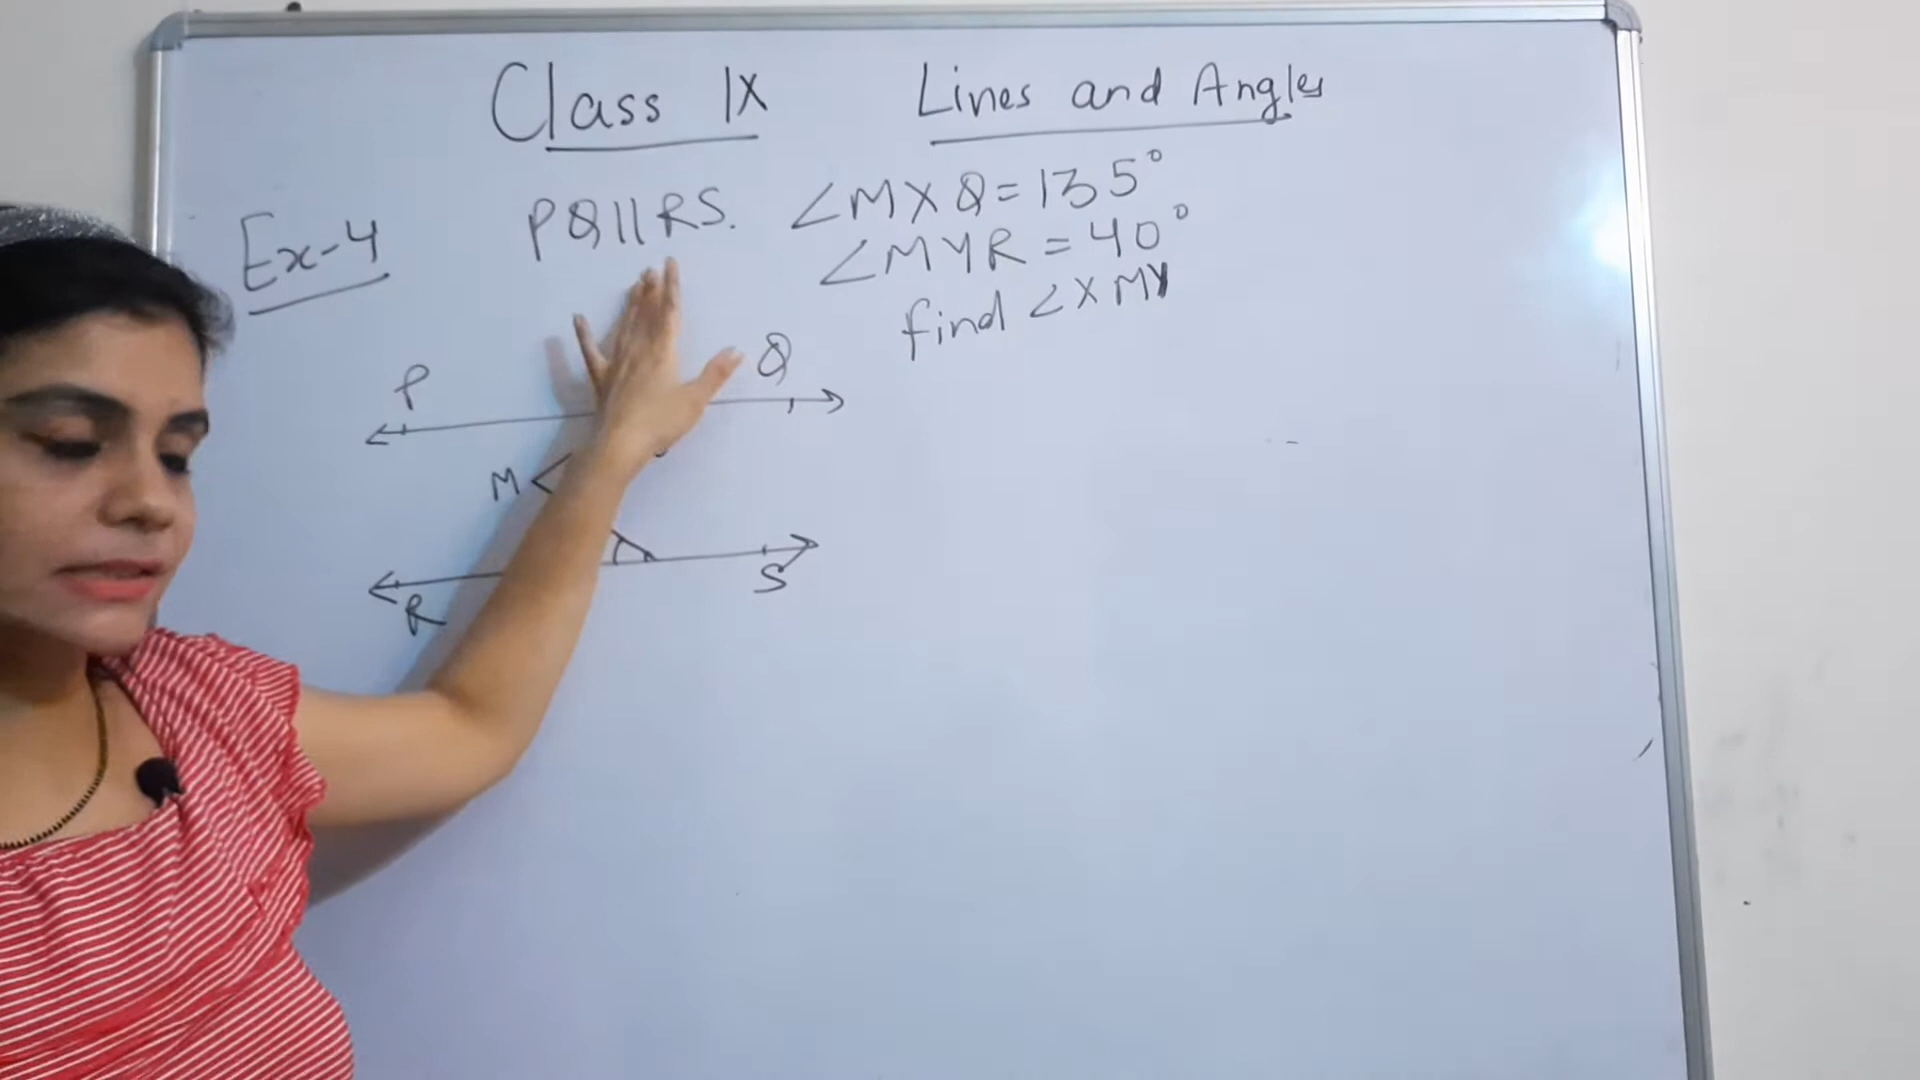 Class IX Lines and Angles
Ex-4 PQ||RS. ∠MXQ=135°
∠MYR = 40°
find ∠XMY
P Q
M
R S